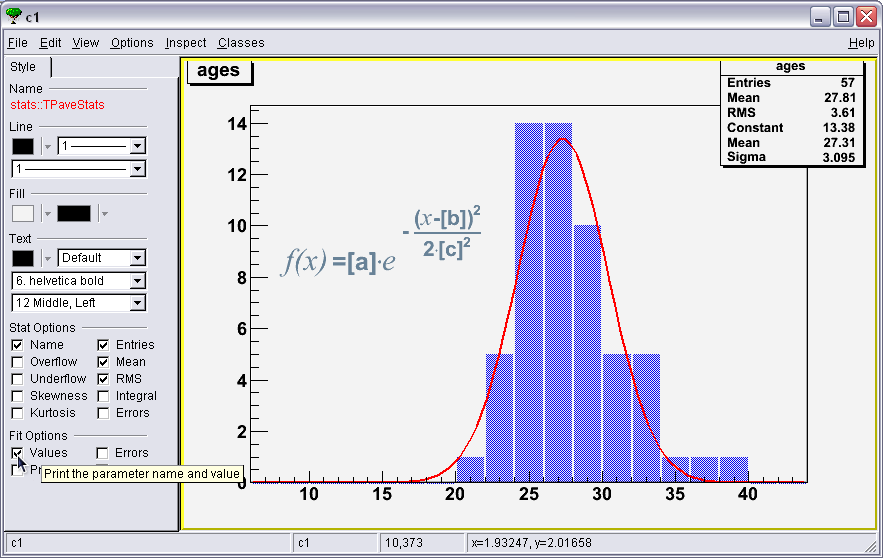 c1
File Edit View Options Inspect Classes Help
Style
Name
stats::TPaveStats
Line
1
1
Fill
Text
Default
6. helvetica bold
12 Middle, Left
Stat Options
Name Entries
Overflow Mean
Underflow RMS
Skewness Integral
Kurtosis Errors
Fit Options
Values Errors
Print the parameter name and value
ages
ages
Entries 57
Mean 27.81
RMS 3.61
Constant 13.38
Mean 27.31
Sigma 3.095
f(x) =[a]·e -(x-[b])² / 2·[c]²
14
12
10
8
6
4
2
0
10 15 20 25 30 35 40
c1 c1 10,373 x=1.93247, y=2.01658